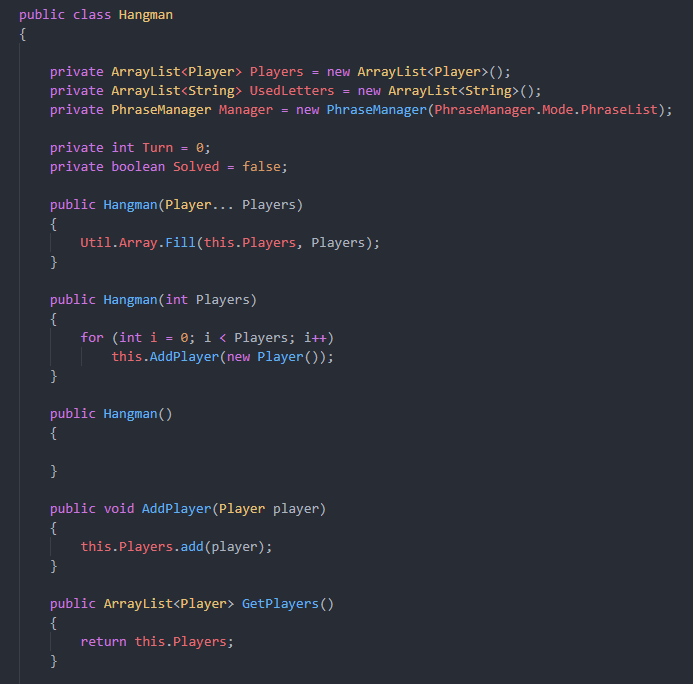 public class Hangman
{
private ArrayList<Player> Players = new ArrayList<Player>();
private ArrayList<String> UsedLetters = new ArrayList<String>();
private PhraseManager Manager = new PhraseManager(PhraseManager.Mode.PhraseList);
private int Turn = 0;
private boolean Solved = false;
public Hangman(Player... Players)
{
Util.Array.Fill(this.Players, Players);
}
public Hangman(int Players)
{
for (int i = 0; i < Players; i++)
this.AddPlayer(new Player());
}
public Hangman()
{
}
public void AddPlayer(Player player)
{
this.Players.add(player);
}
public ArrayList<Player> GetPlayers()
{
return this.Players;
}